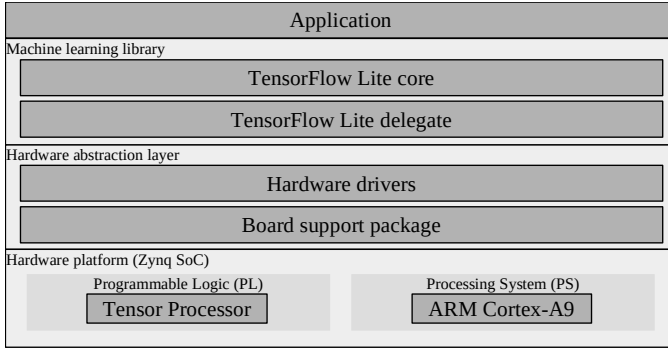 Application
Machine learning library
TensorFlow Lite core
TensorFlow Lite delegate
Hardware abstraction layer
Hardware drivers
Board support package
Hardware platform (Zynq SoC)
Programmable Logic (PL)
Tensor Processor
Processing System (PS)
ARM Cortex-A9